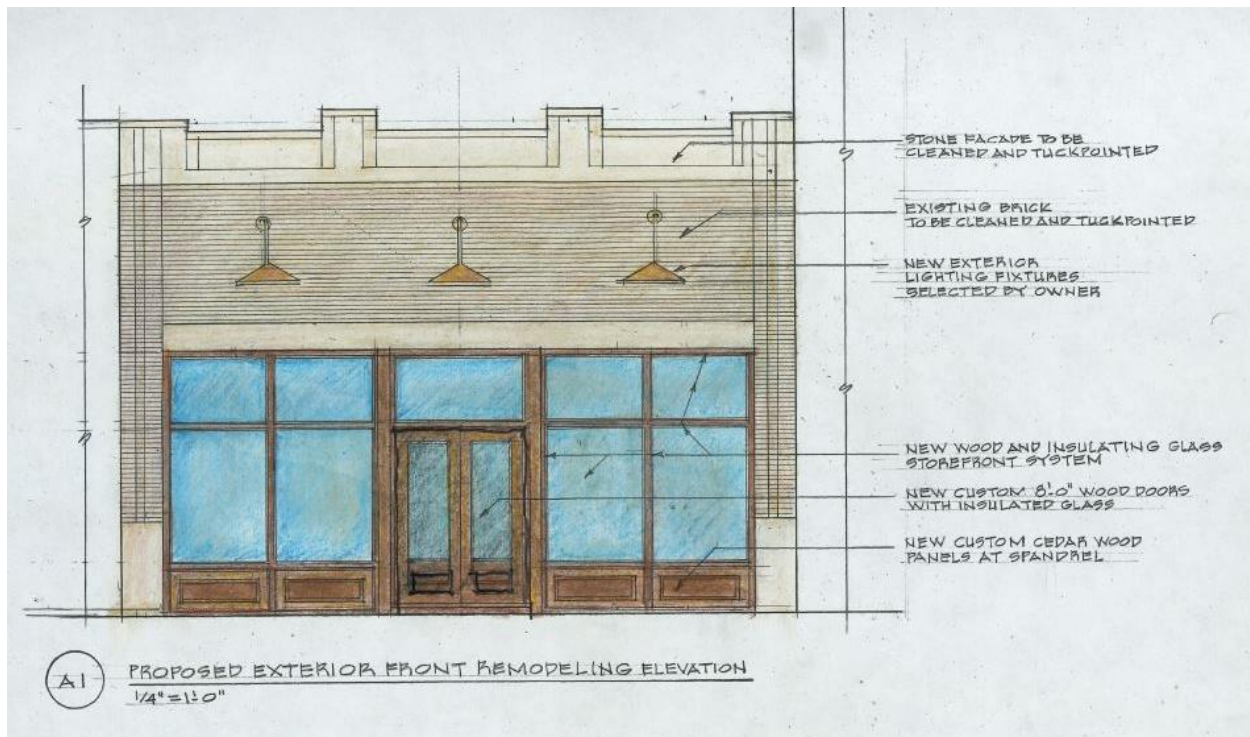 STONE FACADE TO BE
CLEANED AND TUCKPOINTED
EXISTING BRICK
TO BE CLEANED AND TUCKPOINTED
NEW EXTERIOR
LIGHTING FIXTURES
SELECTED BY OWNER
NEW WOOD AND INSULATING GLASS
STOREFRONT SYSTEM
NEW CUSTOM 8'-0" WOOD DOORS
WITH INSULATED GLASS
NEW CUSTOM CEDAR WOOD
PANELS AT SPANDREL
A1 PROPOSED EXTERIOR FRONT REMODELING ELEVATION
1/4" = 1'-0"